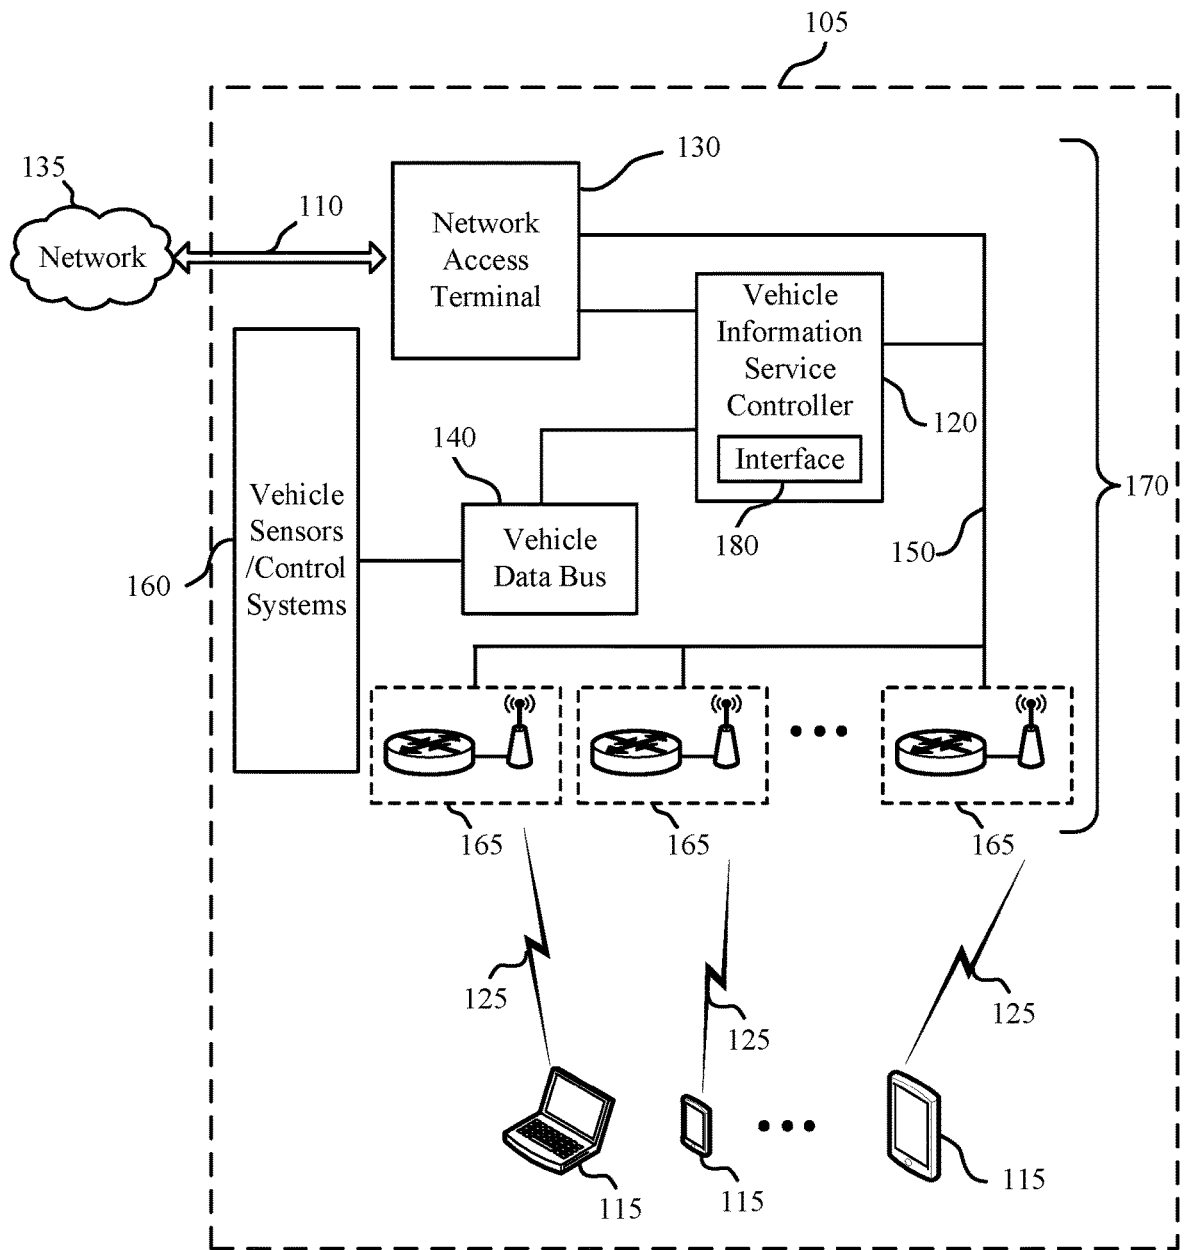 105
135
Network
110
Network
Access
Terminal
130
Vehicle
Information
Service
Controller
Interface
120
180
140
Vehicle
Data Bus
150
170
Vehicle
Sensors
/Control
Systems
160
165
165
165
125
125
125
115
115
115